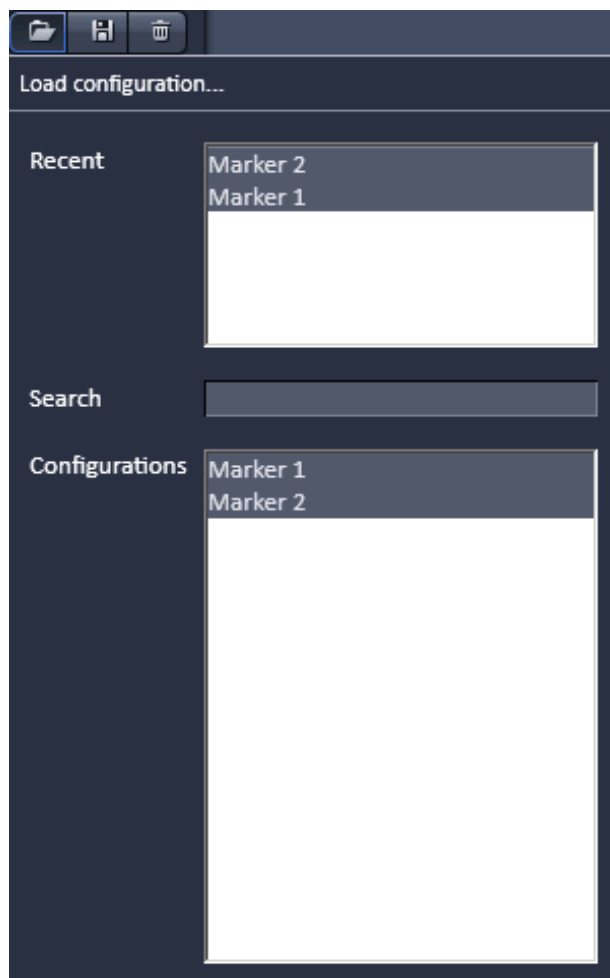 Load configuration...
Recent
Marker 2
Marker 1
Search
Configurations
Marker 1
Marker 2